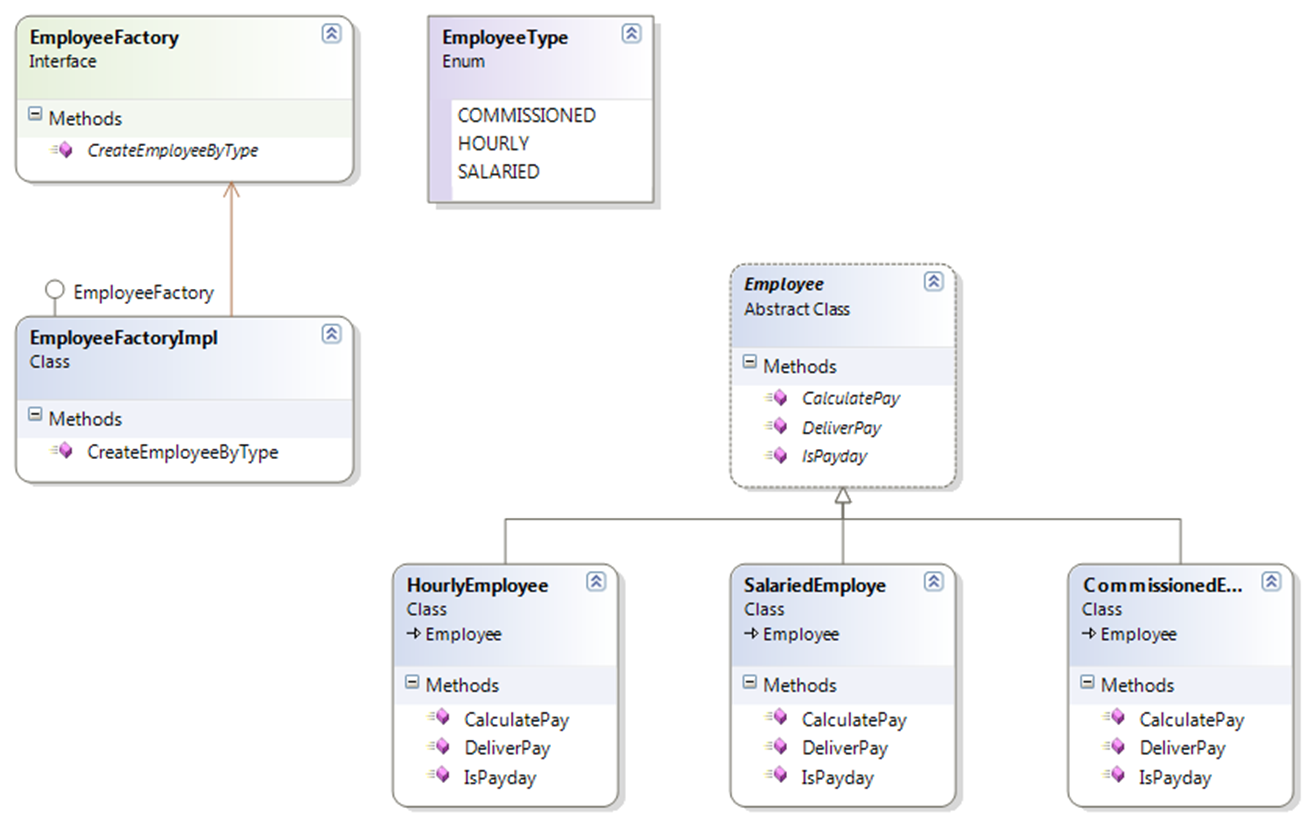 EmployeeFactory
Interface
Methods
CreateEmployeeByType
EmployeeType
Enum
COMMISSIONED
HOURLY
SALARIED
EmployeeFactory
EmployeeFactoryImpl
Class
Methods
CreateEmployeeByType
Employee
Abstract Class
Methods
CalculatePay
DeliverPay
IsPayday
HourlyEmployee
Class
Employee
Methods
CalculatePay
DeliverPay
IsPayday
SalariedEmploye
Class
Employee
Methods
CalculatePay
DeliverPay
IsPayday
CommissionedE...
Class
Employee
Methods
CalculatePay
DeliverPay
IsPayday